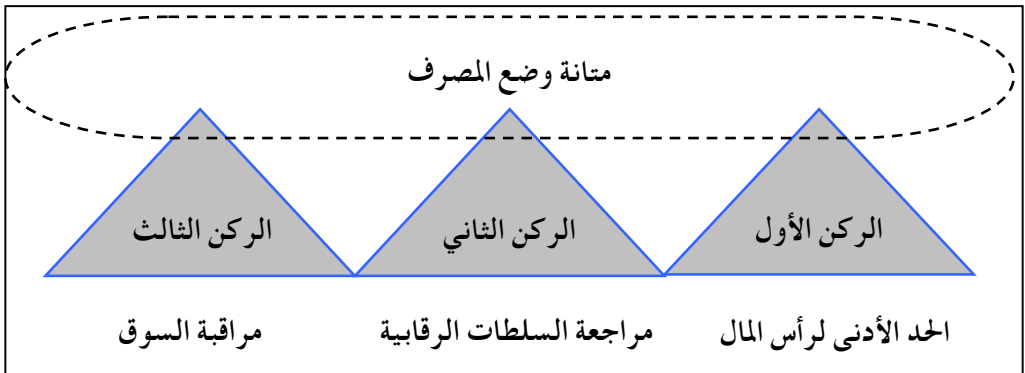 متانة وضع المصرف
الركن الأول
الركن الثاني
الركن الثالث
الحد الأدنى لرأس المال
مراجعة السلطات الرقابية
مراقبة السوق